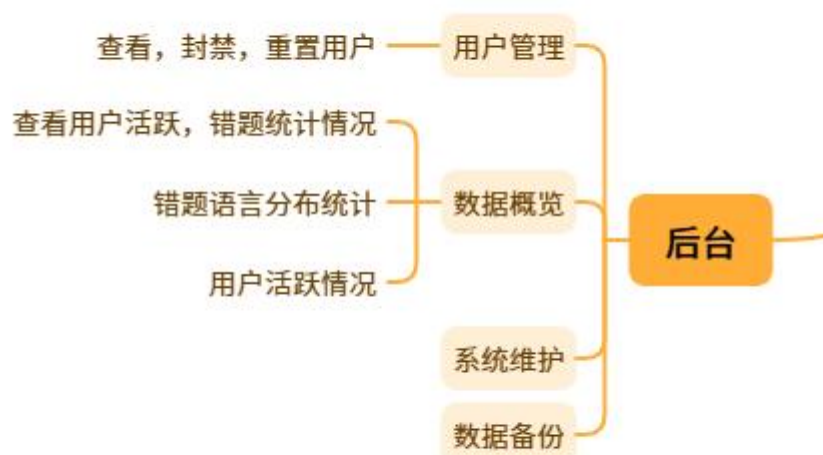 查看，封禁，重置用户
用户管理
查看用户活跃，错题统计情况
错题语言分布统计
数据概览
后台
用户活跃情况
系统维护
数据备份